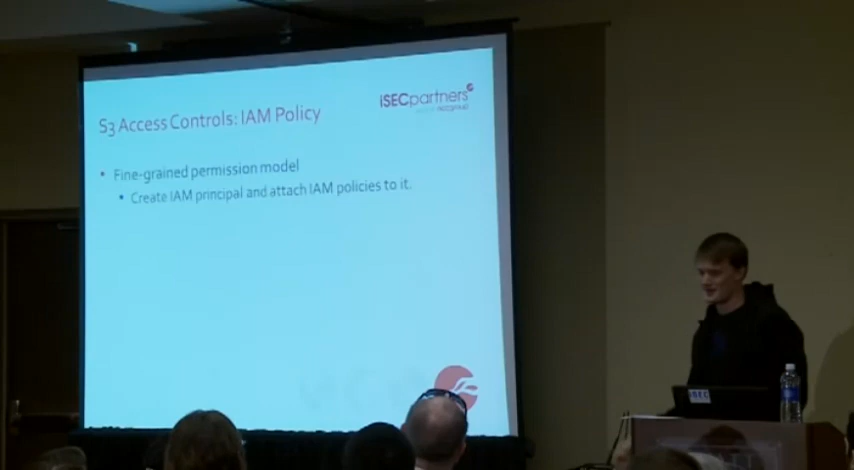 S3 Access Controls: IAM Policy
iSECpartners
• Fine-grained permission model
• Create IAM principal and attach IAM policies to it.
iSEC